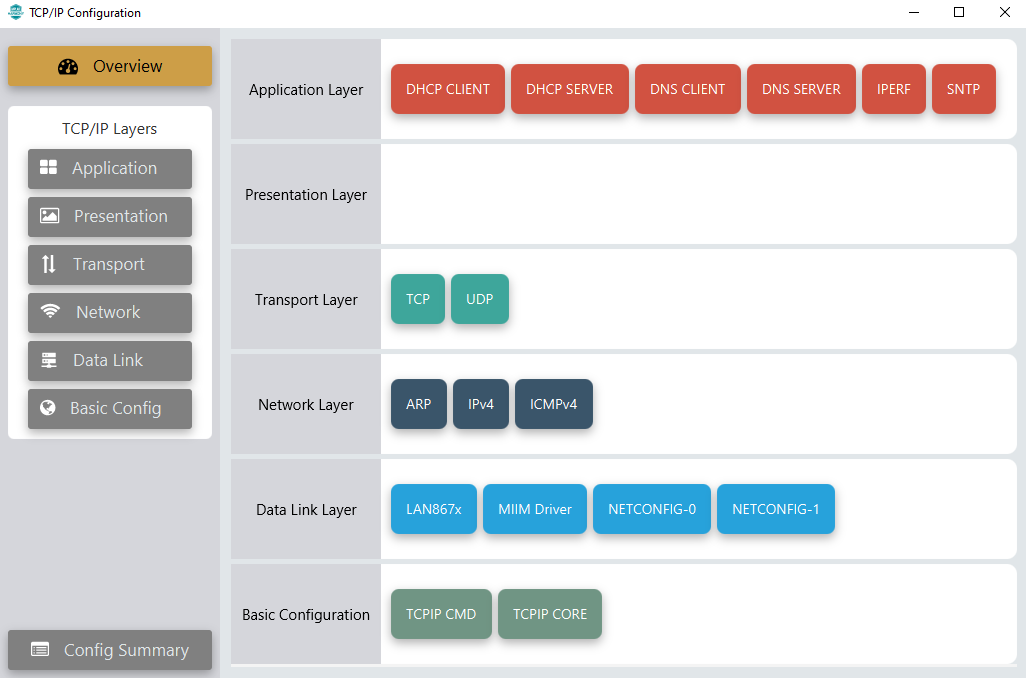 TCP/IP Configuration
Overview
TCP/IP Layers
Application
Presentation
Transport
Network
Data Link
Basic Config
Config Summary
Application Layer
DHCP CLIENT
DHCP SERVER
DNS CLIENT
DNS SERVER
IPERF
SNTP
Presentation Layer
Transport Layer
TCP
UDP
Network Layer
ARP
IPv4
ICMPv4
Data Link Layer
LAN867x
MIIM Driver
NETCONFIG-0
NETCONFIG-1
Basic Configuration
TCPIP CMD
TCPIP CORE